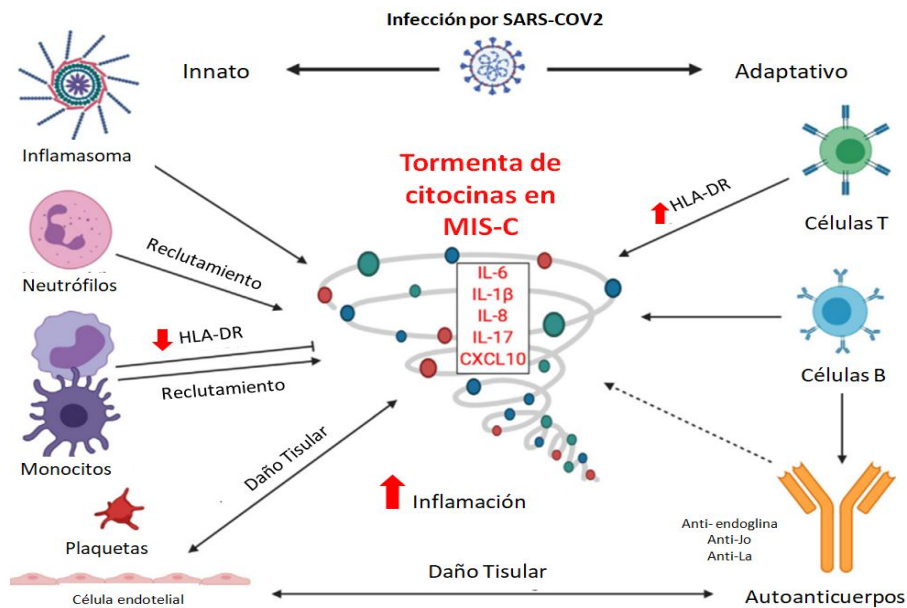 Infección por SARS-COV2
Innato
Adaptativo
Inflamasoma
Tormenta de
citocinas en
MIS-C
HLA-DR
Células T
Reclutamiento
Neutrófilos
IL-6
IL-1β
IL-8
IL-17
CXCL10
HLA-DR
Reclutamiento
Monocitos
Células B
Daño Tisular
Inflamación
Plaquetas
Anti- endoglina
Anti-Jo
Anti-La
Célula endotelial
Daño Tisular
Autoanticuerpos